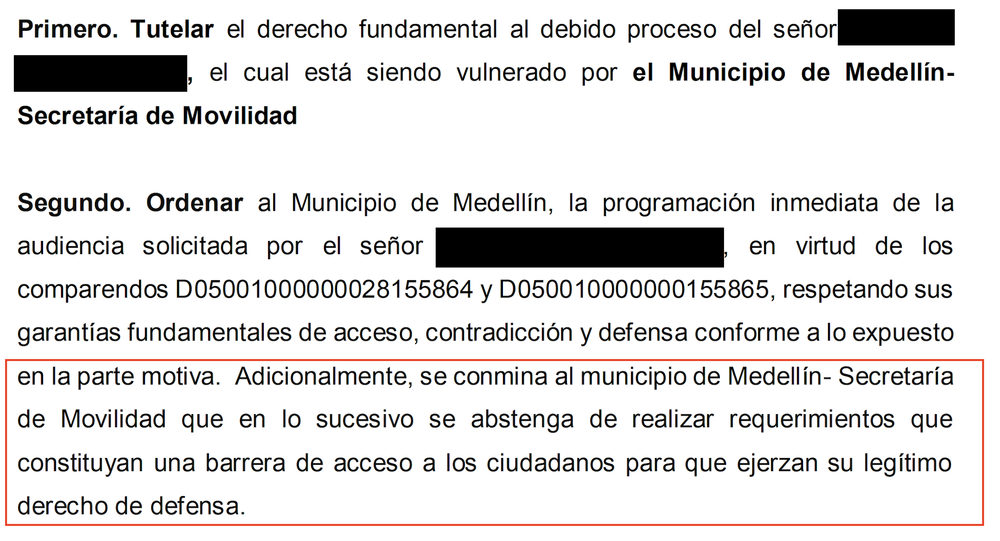 Primero. Tutelar el derecho fundamental al debido proceso del señor
, el cual está siendo vulnerado por el Municipio de Medellín-
Secretaría de Movilidad
Segundo. Ordenar al Municipio de Medellín, la programación inmediata de la
audiencia solicitada por el señor , en virtud de los
comparendos D05001000000028155864 y D050010000000155865, respetando sus
garantías fundamentales de acceso, contradicción y defensa conforme a lo expuesto
en la parte motiva. Adicionalmente, se conmina al municipio de Medellín- Secretaría
de Movilidad que en lo sucesivo se abstenga de realizar requerimientos que
constituyan una barrera de acceso a los ciudadanos para que ejerzan su legítimo
derecho de defensa.